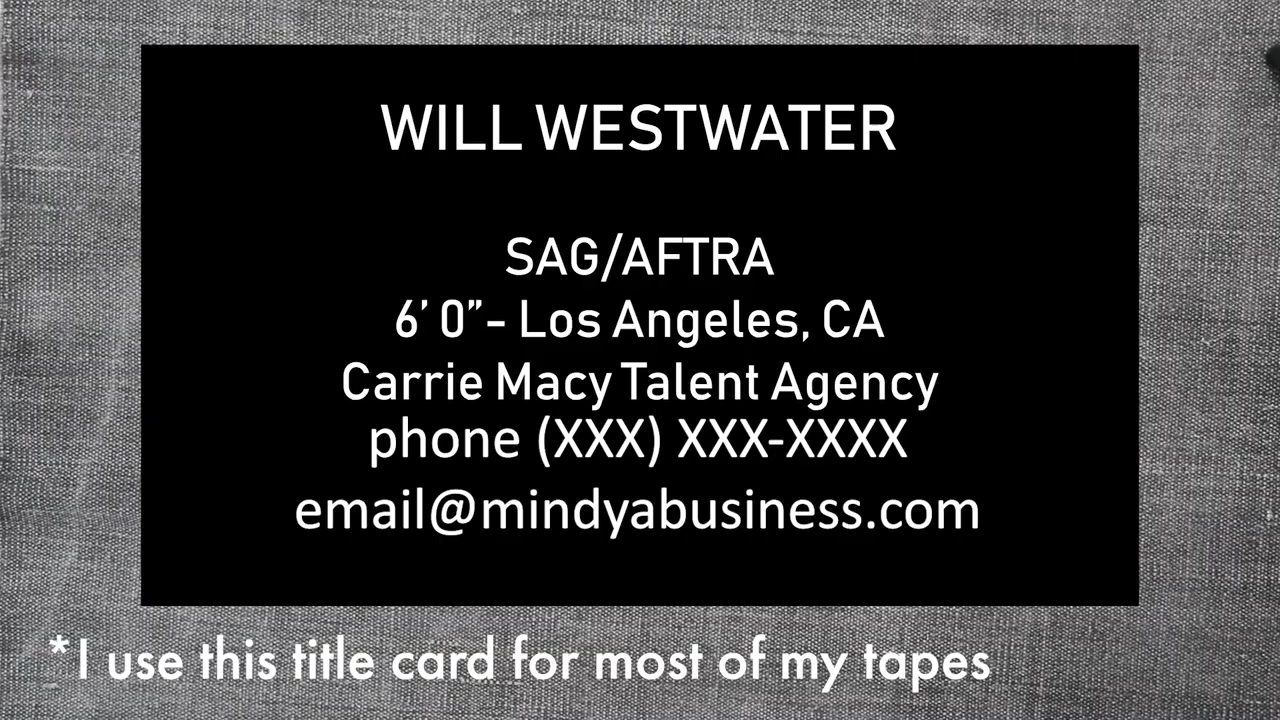 WILL WESTWATER
SAG/AFTRA
6’ 0”- Los Angeles, CA
Carrie Macy Talent Agency
phone (XXX) XXX-XXXX
email@mindyabusiness.com
*I use this title card for most of my tapes